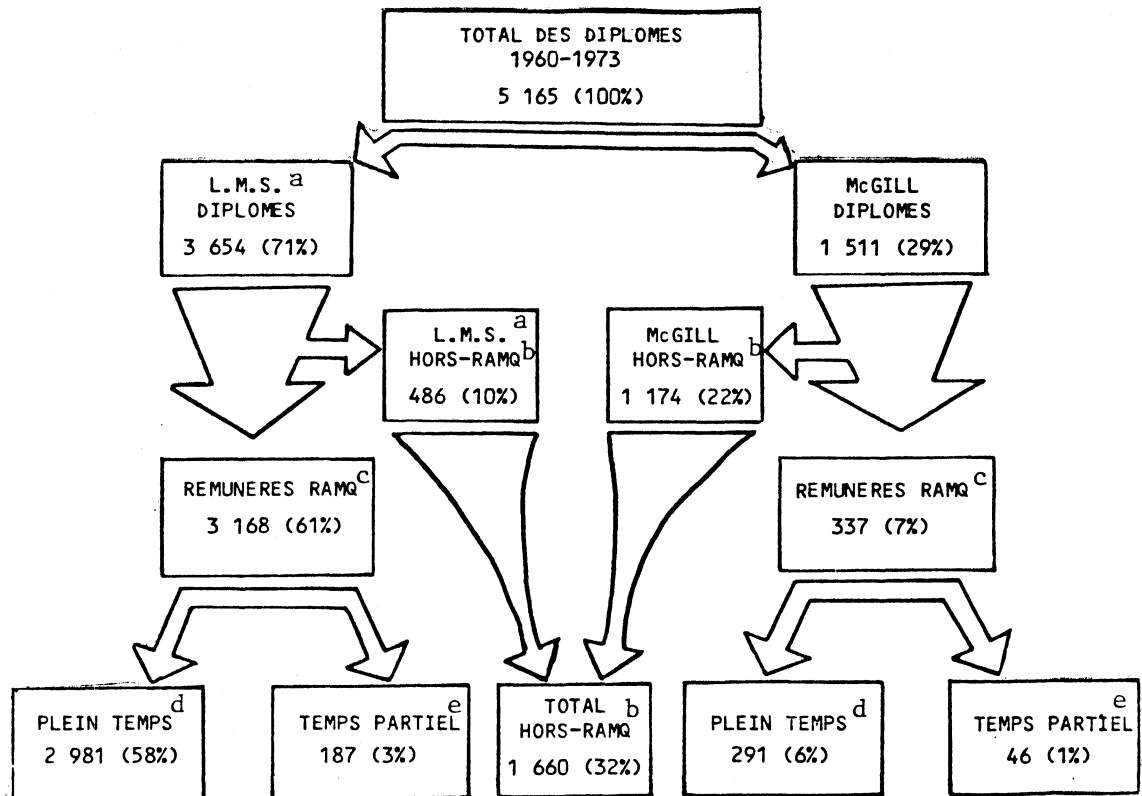 TOTAL DES DIPLOMES
1960-1973
5 165 (100%)
L.M.S. a
DIPLOMES
3 654 (71%)
McGILL
DIPLOMES
1 511 (29%)
L.M.S. a
HORS-RAMQ b
486 (10%)
McGILL
HORS-RAMQ b
1 174 (22%)
REMUNERES RAMQ c
3 168 (61%)
REMUNERES RAMQ c
337 (7%)
PLEIN TEMPS d
2 981 (58%)
TEMPS PARTIEL e
187 (3%)
TOTAL b
HORS-RAMQ
1 660 (32%)
PLEIN TEMPS d
291 (6%)
TEMPS PARTIEL e
46 (1%)